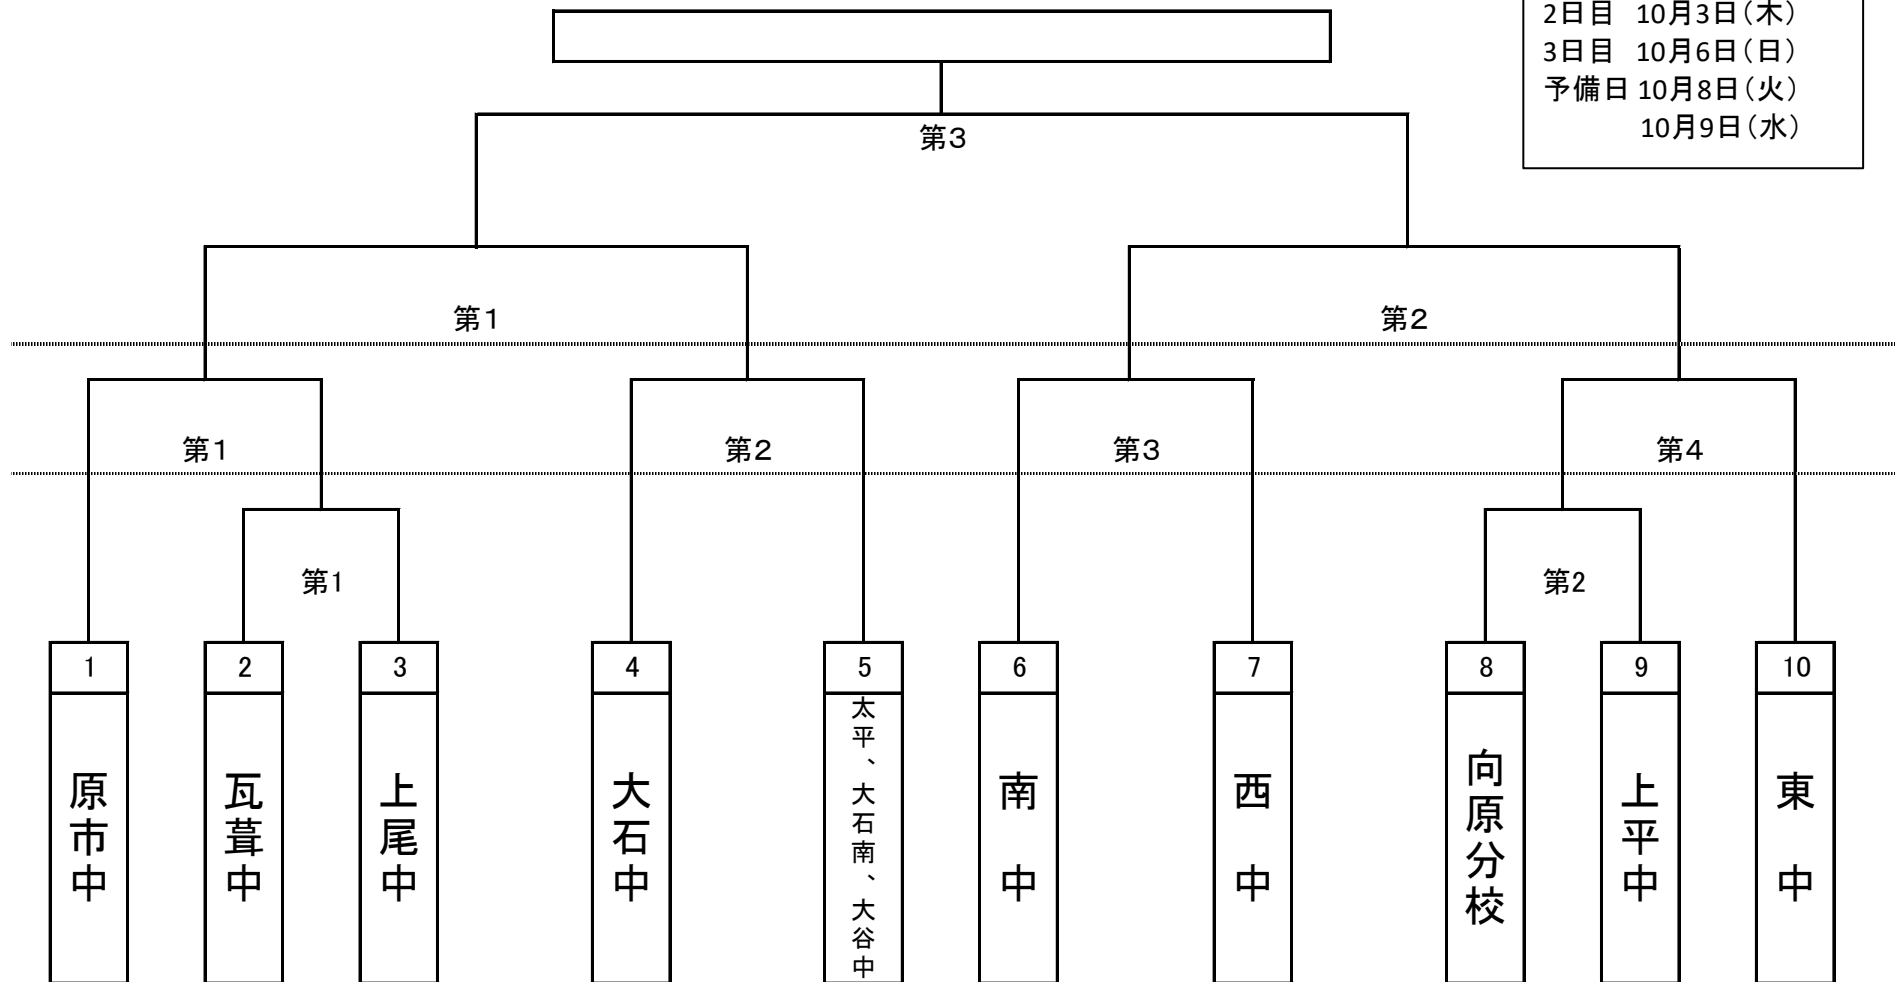 2日目 10月3日（木）
3日目 10月6日（日）
予備日 10月8日（火）
10月9日（水）
第3
第1
第2
第1
第2
第3
第4
第1
第2
1
2
3
4
5
6
7
8
9
10
原市中
瓦葺中
上尾中
大石中
太平、大石南、大谷中
南中
西中
向原分校
上平中
東中